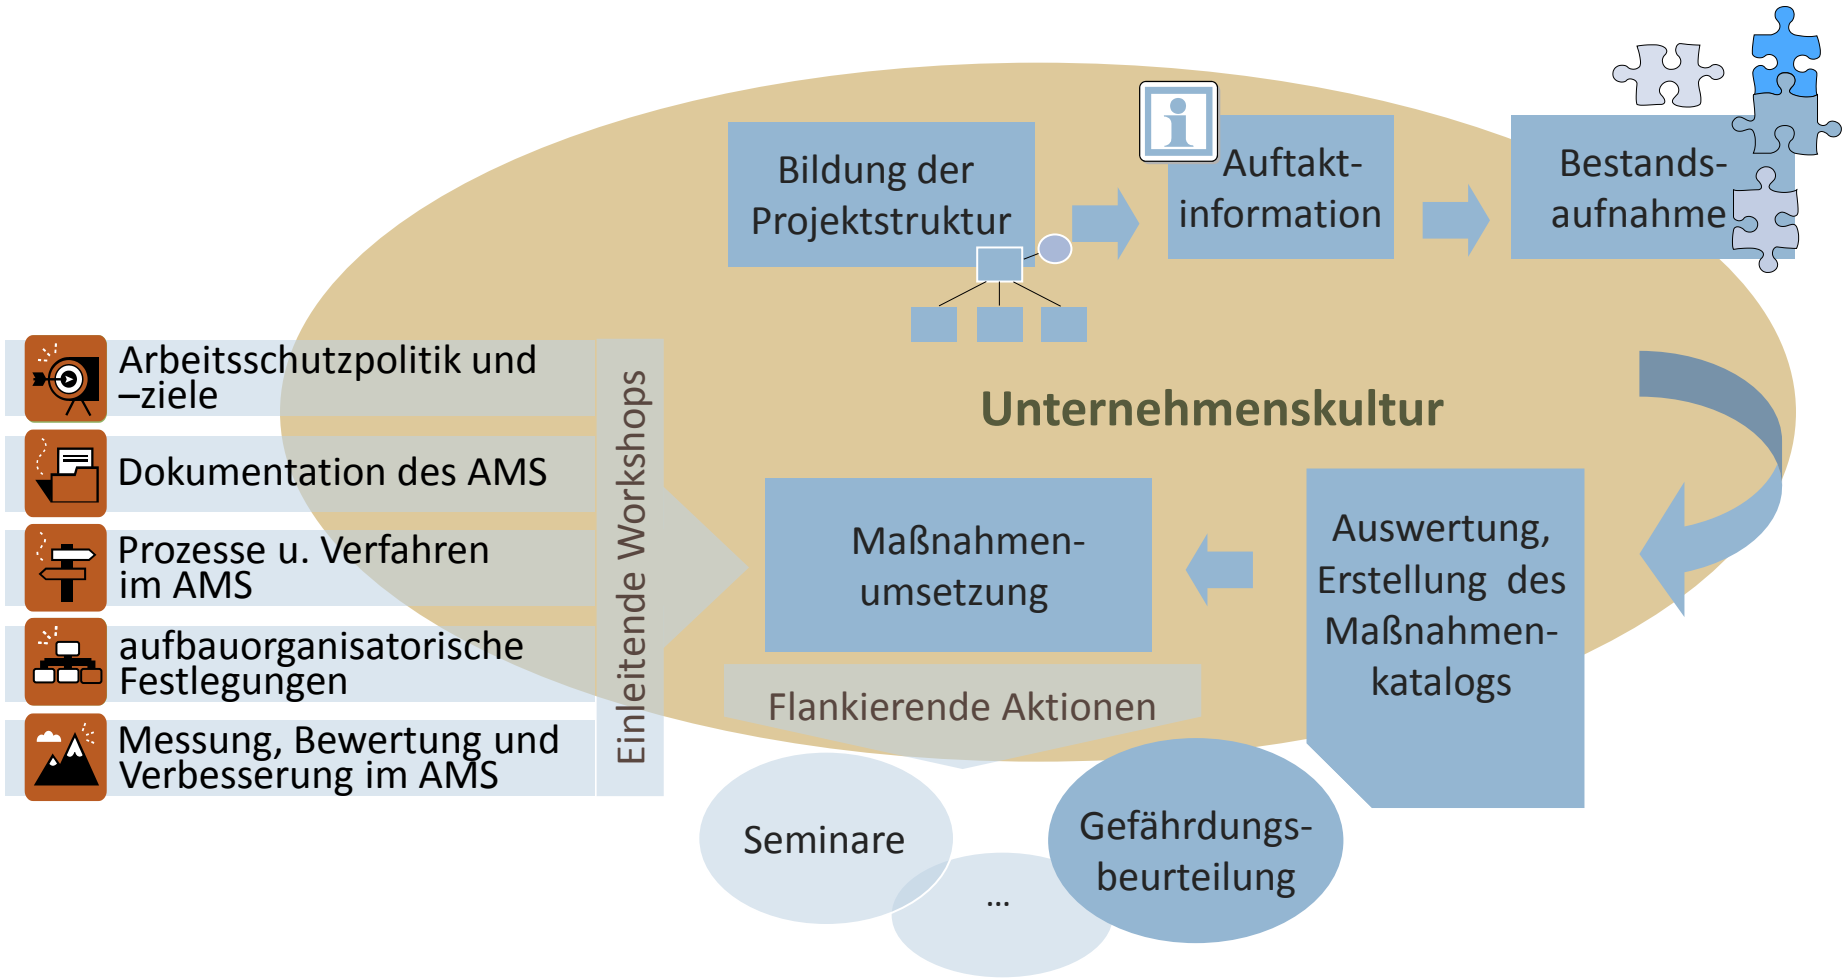 Bildung der
Projektstruktur
Auftakt-
information
Bestands-
aufnahme
Unternehmenskultur
Arbeitsschutzpolitik und
–ziele
Dokumentation des AMS
Prozesse u. Verfahren
im AMS
aufbauorganisatorische
Festlegungen
Messung, Bewertung und
Verbesserung im AMS
Einleitende Workshops
Maßnahmen-
umsetzung
Auswertung,
Erstellung des
Maßnahmen-
katalogs
Flankierende Aktionen
Seminare
...
Gefährdungs-
beurteilung